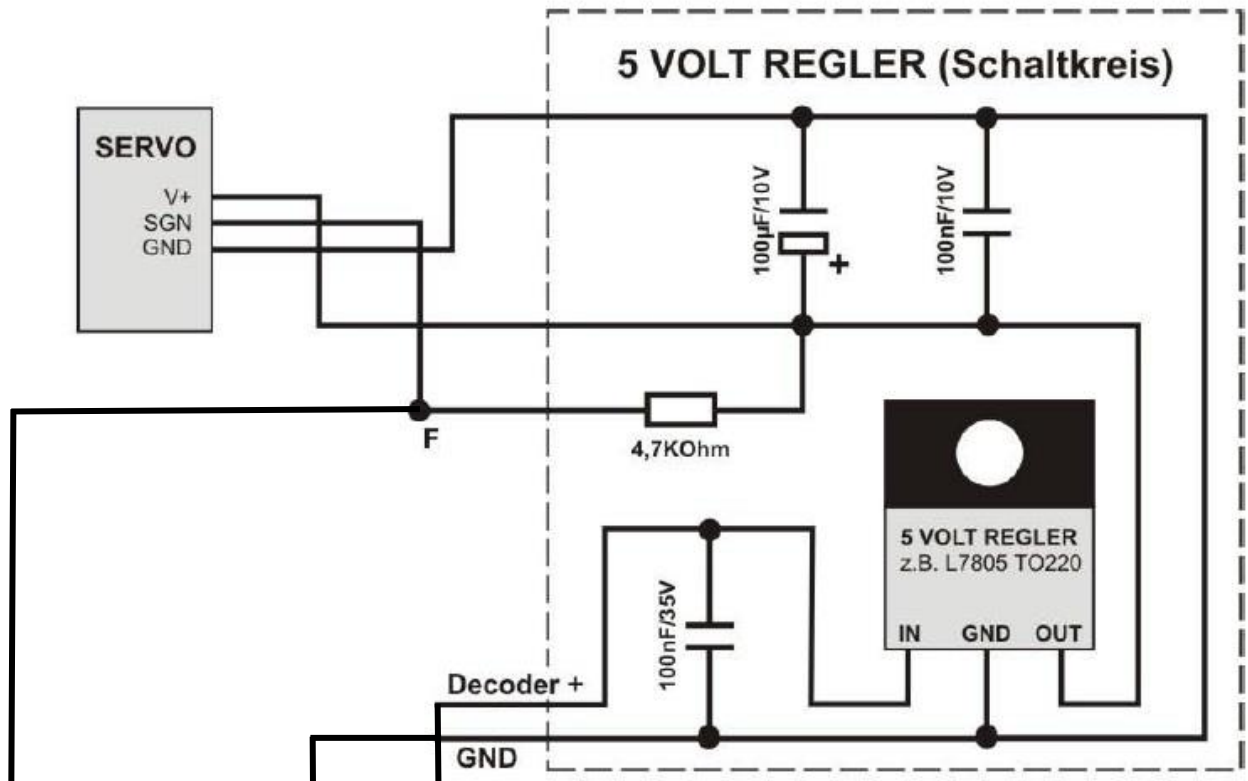 5 VOLT REGLER (Schaltkreis)
SERVO
V+
SGN
GND
100µF/10V
+
100nF/10V
F
4,7KOhm
5 VOLT REGLER
z.B. L7805 TO220
IN GND OUT
100nF/35V
Decoder +
GND